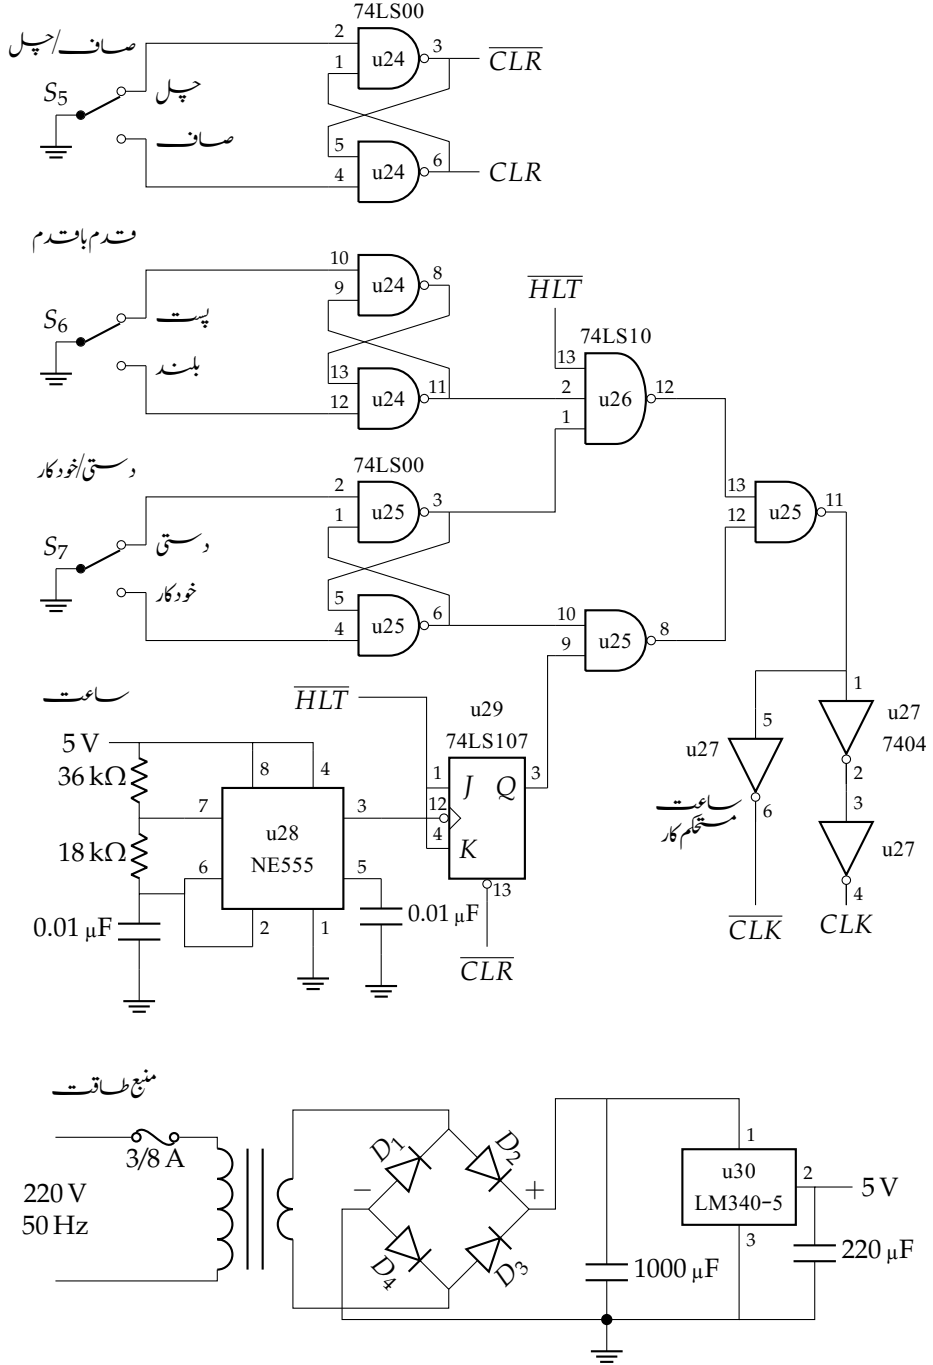 74LS00
صاف/چل
2
1
u24
3
CLR
S5
چل
صاف
5
4
u24
6
CLR
قدم باقدم
10
9
u24
8
HLT
74LS10
S6
پست
بلند
13
12
u24
11
13
2
1
u26
12
دستی/خودکار
74LS00
2
1
u25
3
13
12
u25
11
S7
دستی
خودکار
5
4
u25
6
10
9
u25
8
ساعت
HLT
u29
74LS107
5 V
36 kΩ
18 kΩ
0.01 µF
8
4
7
3
u28
NE555
6
5
2
1
0.01 µF
1
12
4
J
Q
K
3
13
CLR
5
u27
6
ساعت
مستحکم کار
CLK
1
u27
7404
2
3
u27
4
CLK
منبع طاقت
3/8 A
220 V
50 Hz
D1
D2
D4
D3
−
+
1
u30
LM340-5
2
5 V
3
1000 µF
220 µF